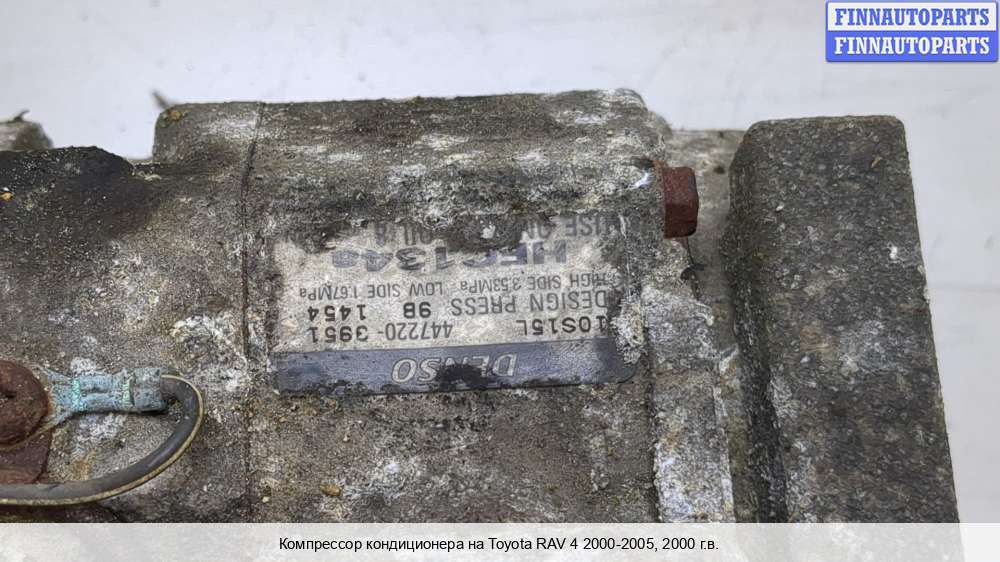 FINNAUTOPARTS
FINNAUTOPARTS
DENSO
10S15L 447220-3951
9B 1454
DESIGN PRESS
HIGH SIDE 3.53MPa LOW SIDE 1.67MPa
HFC134a
USE
Компрессор кондиционера на Toyota RAV 4 2000-2005, 2000 г.в.